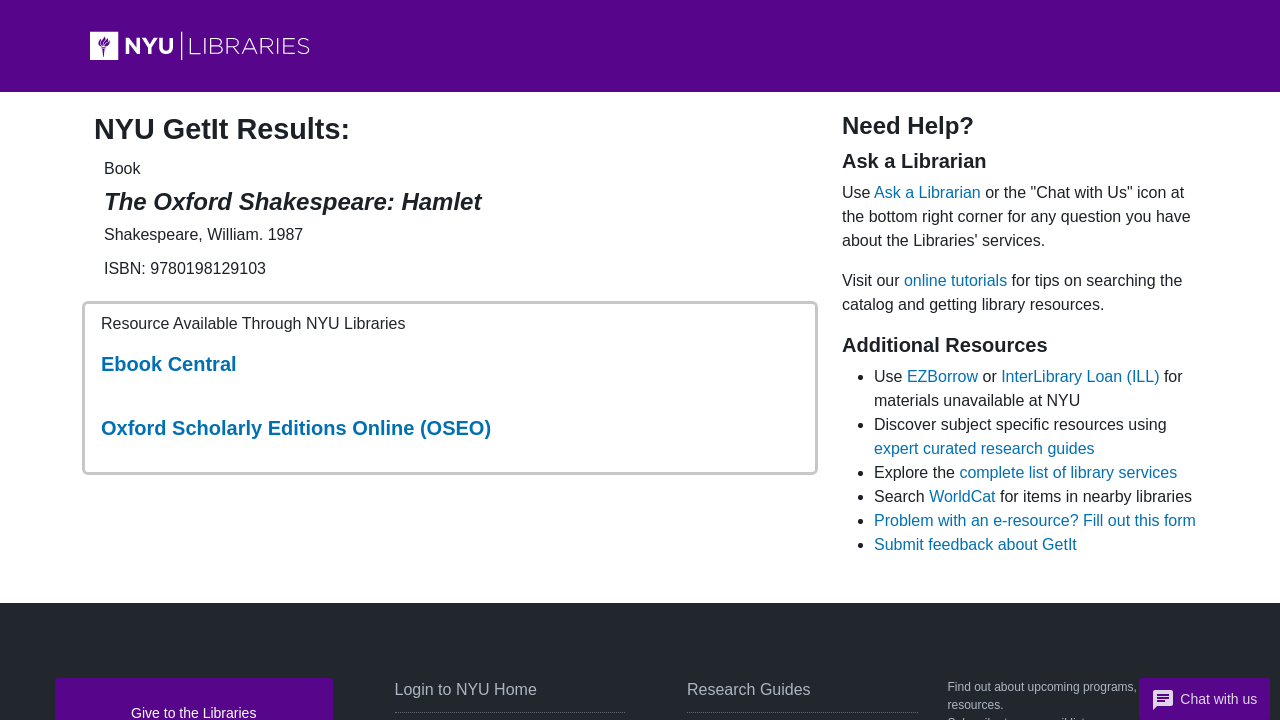 NYU | LIBRARIES
NYU GetIt Results:
Book
The Oxford Shakespeare: Hamlet
Shakespeare, William. 1987
ISBN: 9780198129103
Resource Available Through NYU Libraries
Ebook Central
Oxford Scholarly Editions Online (OSEO)
Need Help?
Ask a Librarian
Use Ask a Librarian or the "Chat with Us" icon at
the bottom right corner for any question you have
about the Libraries' services.
Visit our online tutorials for tips on searching the
catalog and getting library resources.
Additional Resources
Use EZBorrow or InterLibrary Loan (ILL) for
materials unavailable at NYU
Discover subject specific resources using
expert curated research guides
Explore the complete list of library services
Search WorldCat for items in nearby libraries
Problem with an e-resource? Fill out this form
Submit feedback about GetIt
Give to the Libraries
Login to NYU Home
Research Guides
Find out about upcoming programs,
resources.
Chat with us